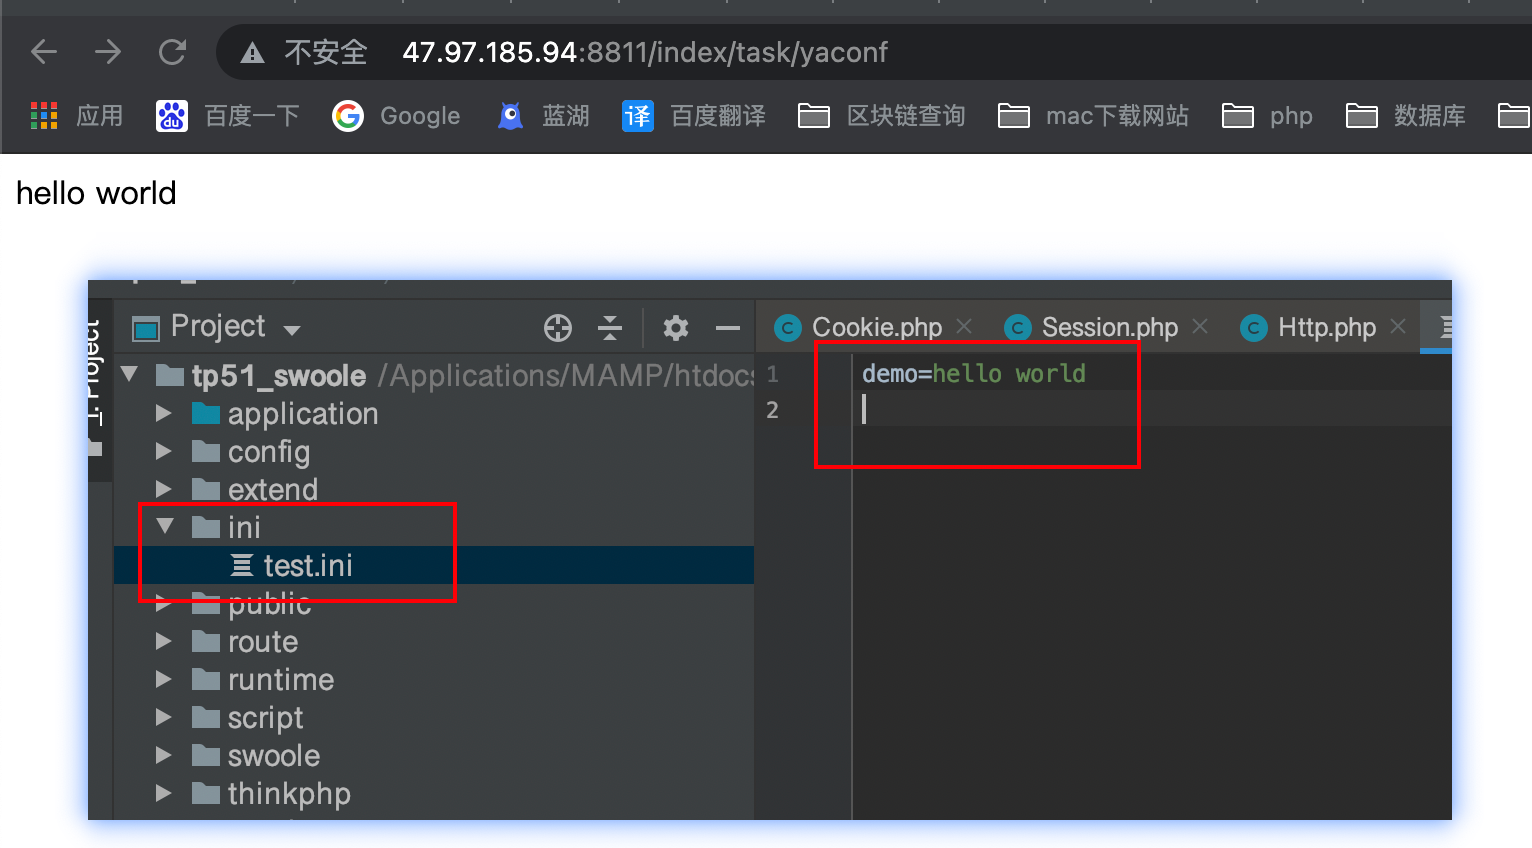 不安全 47.97.185.94:8811/index/task/yaconf
应用 百度一下 Google 蓝湖 译 百度翻译 区块链查询 mac下载网站 php 数据库
hello world
Project
Cookie.php Session.php Http.php
1: Project
tp51_swoole /Applications/MAMP/htdocs
1 demo=hello world
2
application
config
extend
ini
test.ini
public
route
runtime
script
swoole
thinkphp